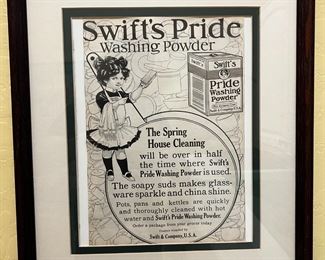 Swift's Pride
Washing Powder
Swift's
Pride
Washing
Powder
Swift & Company U.S.A.
The Spring
House Cleaning
will be over in half
the time where Swift's
Pride Washing Powder is used.
The soapy suds makes glass-
ware sparkle and china shine.
Pots, pans and kettles are quickly
and thoroughly cleaned with hot
water and Swift's Pride Washing Powder.
Order a package from your grocer today
Swift & Company, U.S.A.